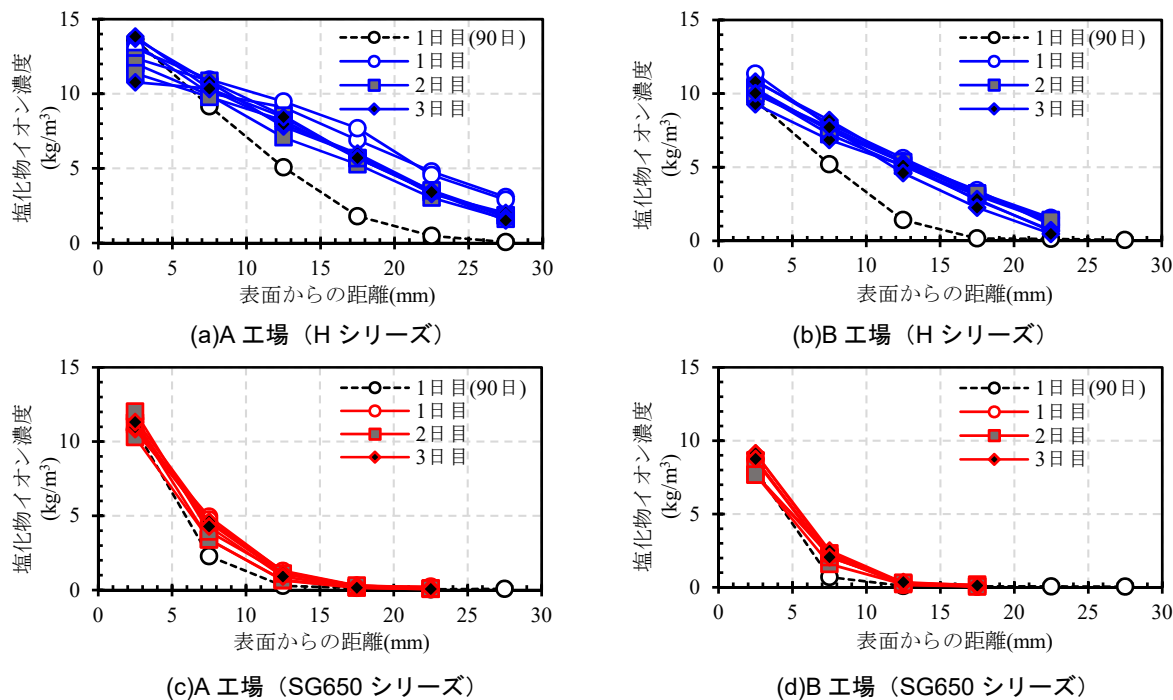 15
10
5
0
塩化物イオン濃度
(kg/m³)
1日目(90日)
1日目
2日目
3日目
0 5 10 15 20 25 30
表面からの距離(mm)
(a)A 工場（H シリーズ）
15
10
5
0
塩化物イオン濃度
(kg/m³)
1日目(90日)
1日目
2日目
3日目
0 5 10 15 20 25 30
表面からの距離(mm)
(b)B 工場（H シリーズ）
15
10
5
0
塩化物イオン濃度
(kg/m³)
1日目(90日)
1日目
2日目
3日目
0 5 10 15 20 25 30
表面からの距離(mm)
(c)A 工場（SG650 シリーズ）
15
10
5
0
塩化物イオン濃度
(kg/m³)
1日目(90日)
1日目
2日目
3日目
0 5 10 15 20 25 30
表面からの距離(mm)
(d)B 工場（SG650 シリーズ）